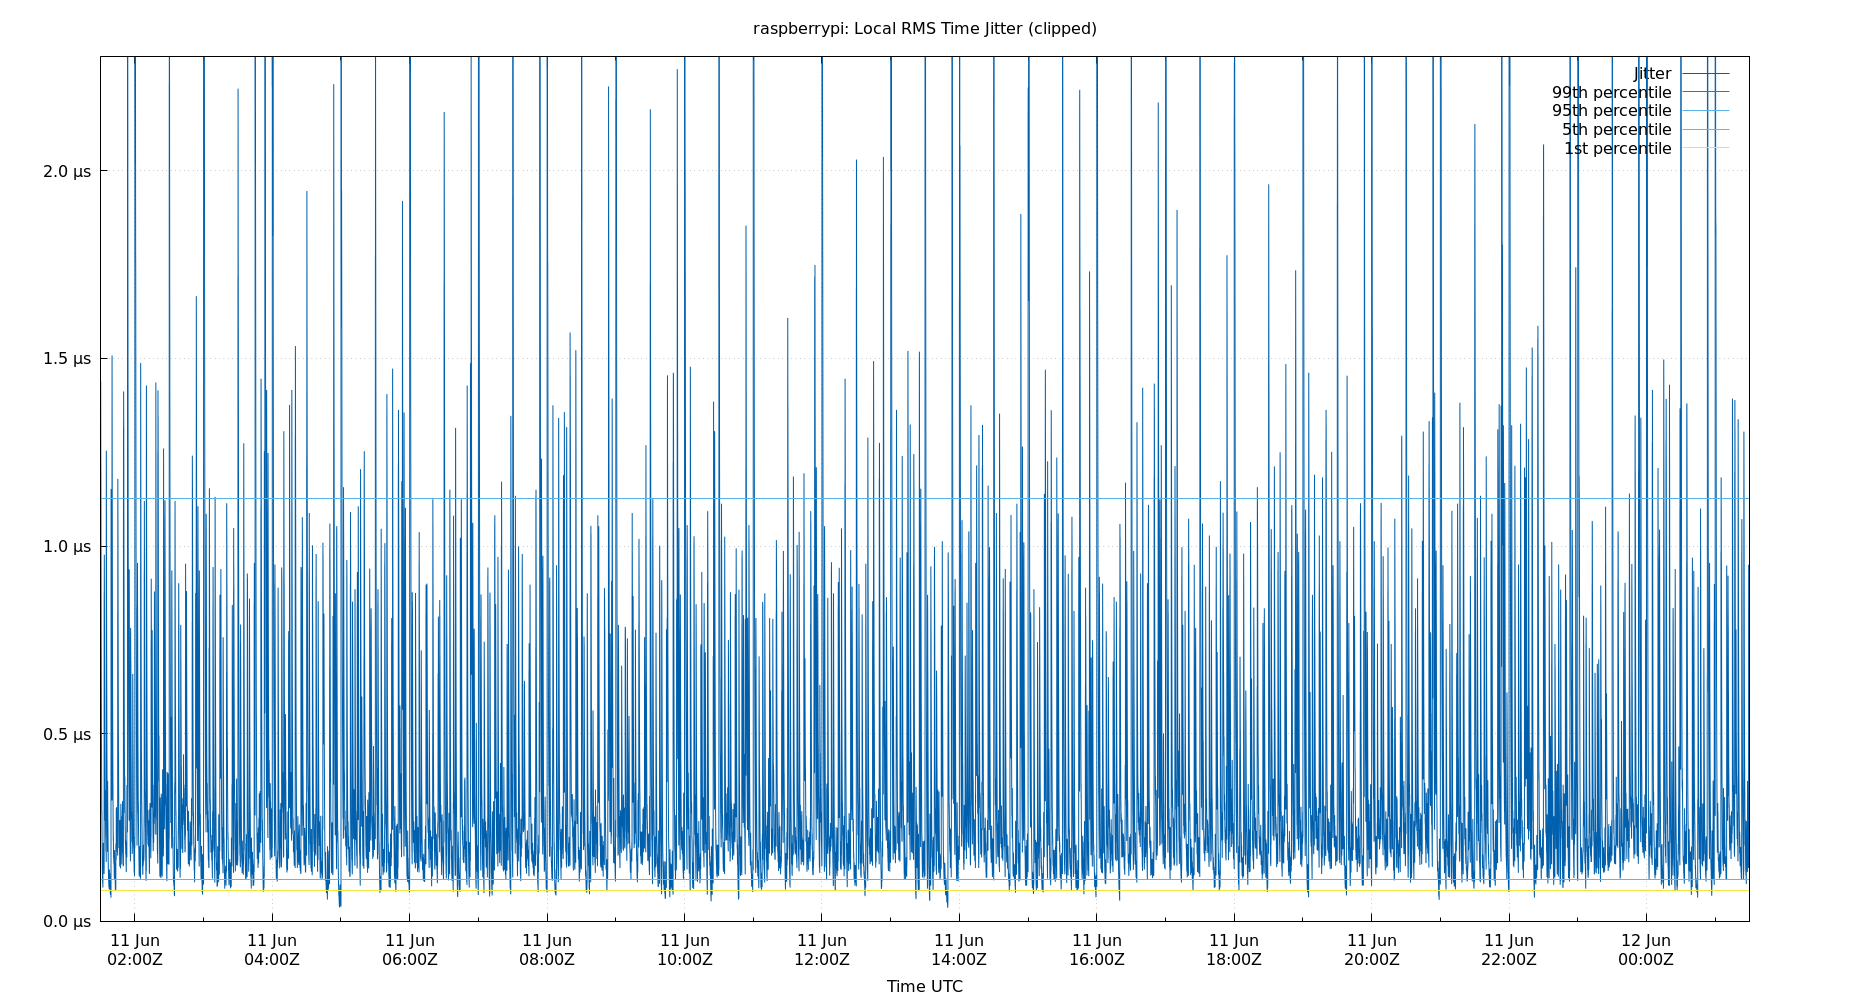 raspberrypi: Local RMS Time Jitter (clipped)
Jitter
99th percentile
95th percentile
5th percentile
1st percentile
2.0 µs
1.5 µs
1.0 µs
0.5 µs
0.0 µs
11 Jun 11 Jun 11 Jun 11 Jun 11 Jun 11 Jun 11 Jun 11 Jun 11 Jun 11 Jun 11 Jun 12 Jun
02:00Z 04:00Z 06:00Z 08:00Z 10:00Z 12:00Z 14:00Z 16:00Z 18:00Z 20:00Z 22:00Z 00:00Z
Time UTC